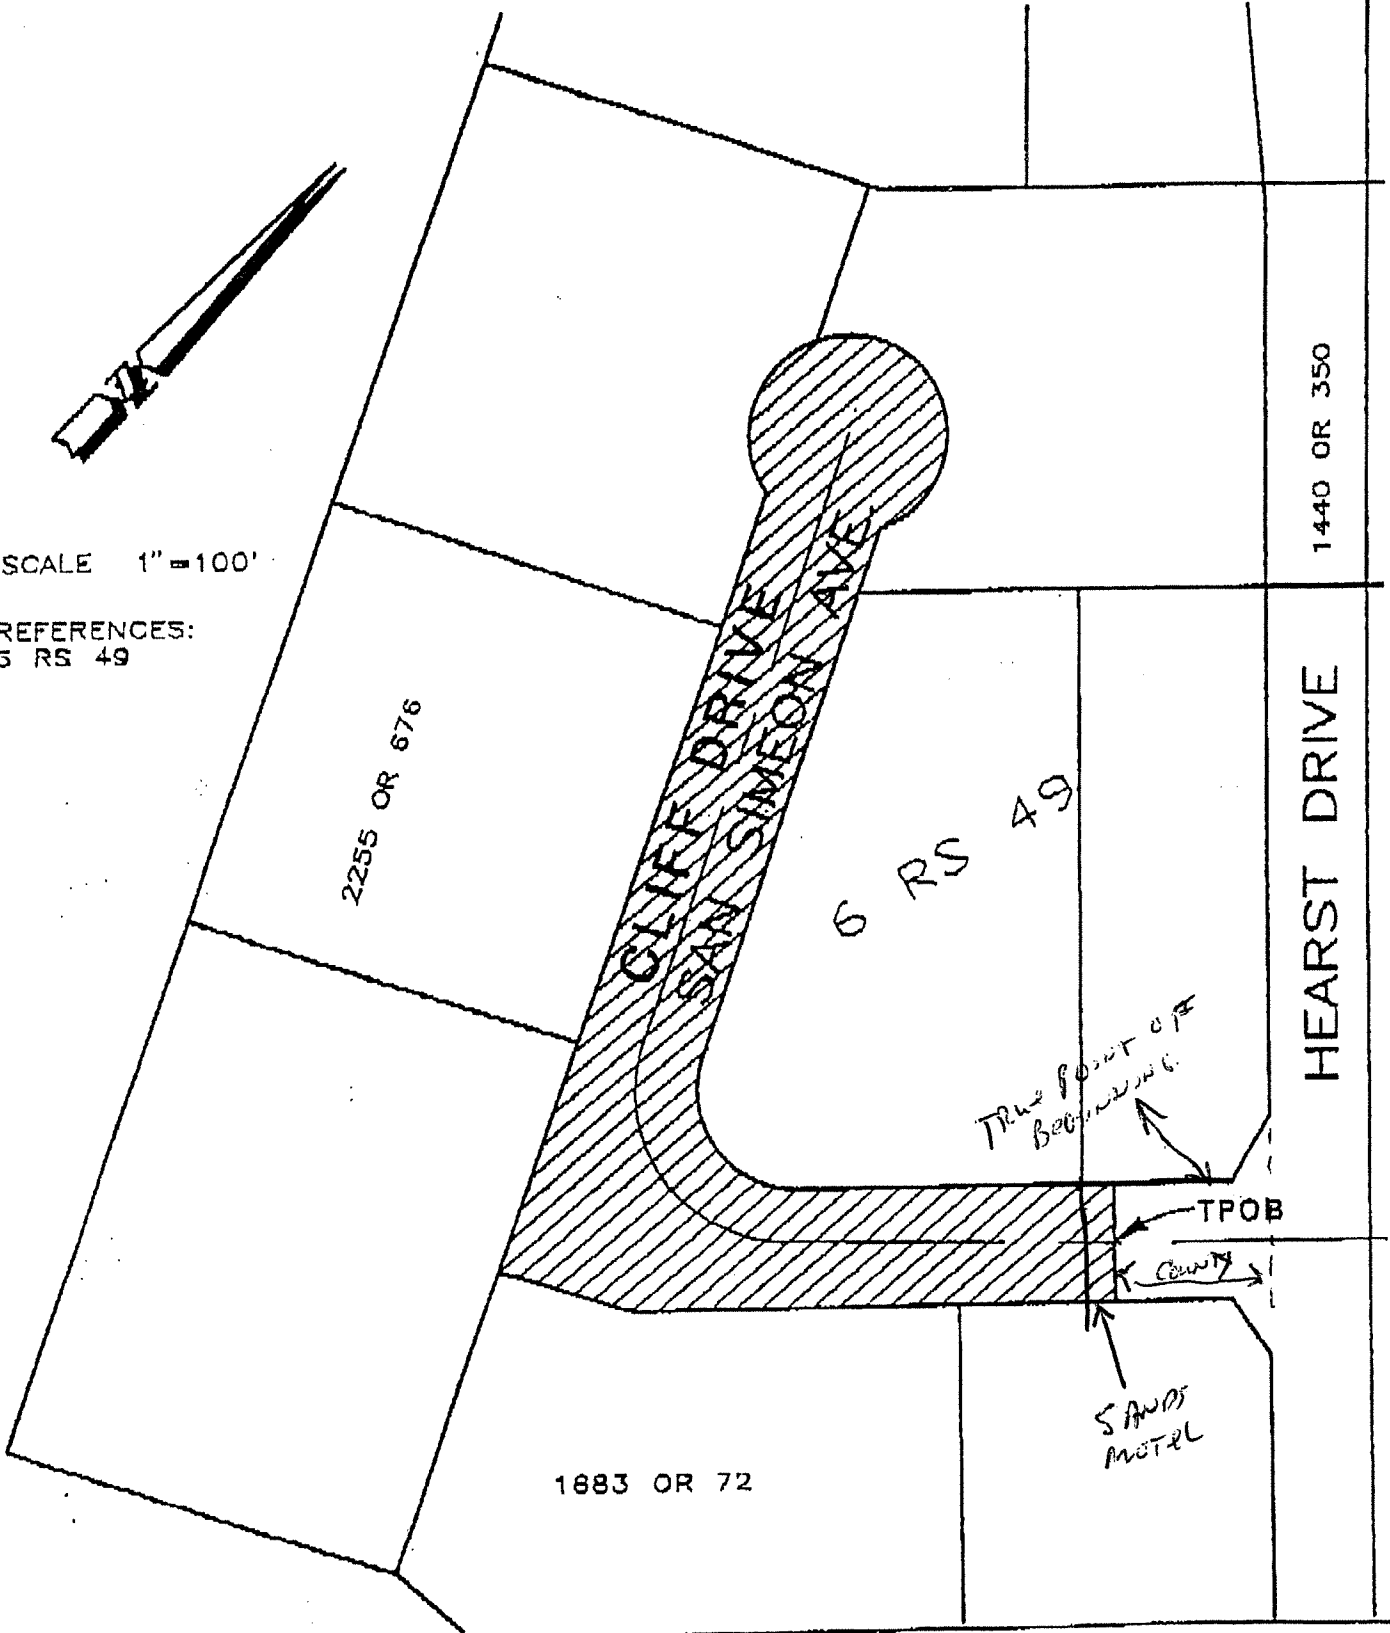 SCALE 1"=100'
REFERENCES:
RS 49
2255 OR 676
CLIFF DRIVE
SAN SIMEON AVE
6 RS 49
1440 OR 350
HEARST DRIVE
TRUE POINT OF
BEGINNING
TPOB
COUNTY
SANDS
MOTEL
1883 OR 72